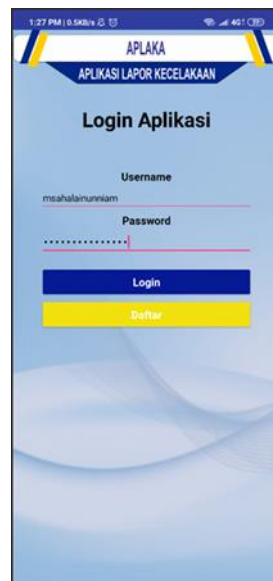 1:27 PM | 0.5KB/s
APLAKA
APLIKASI LAPOR KECELAKAAN
Login Aplikasi
Username
msahalainunniam
Password
Login
Daftar